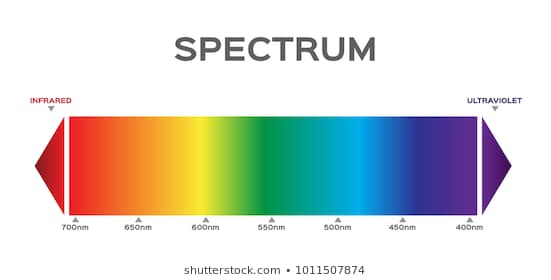 SPECTRUM
INFRARED
ULTRAVIOLET
700nm 650nm 600nm 550nm 500nm 450nm 400nm
shutterstock.com • 1011507874